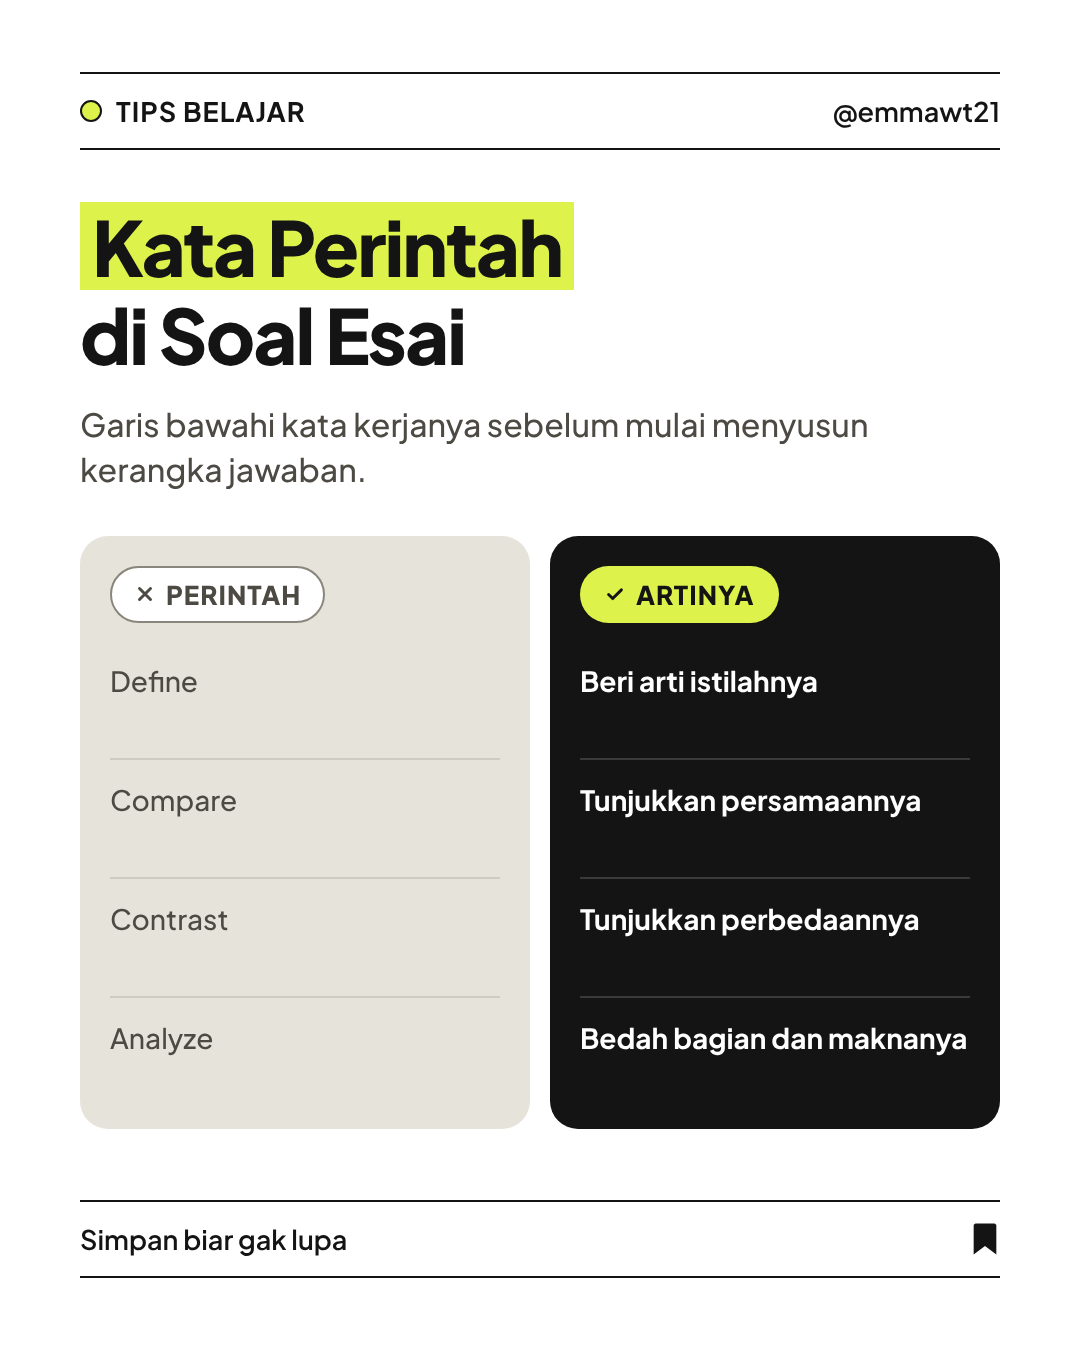 TIPS BELAJAR
@emmawt21
Kata Perintah
di Soal Esai
Garis bawahi kata kerjanya sebelum mulai menyusun
kerangka jawaban.
PERINTAH
Define
Compare
Contrast
Analyze
ARTINYA
Beri arti istilahnya
Tunjukkan persamaannya
Tunjukkan perbedaannya
Bedah bagian dan maknanya
Simpan biar gak lupa